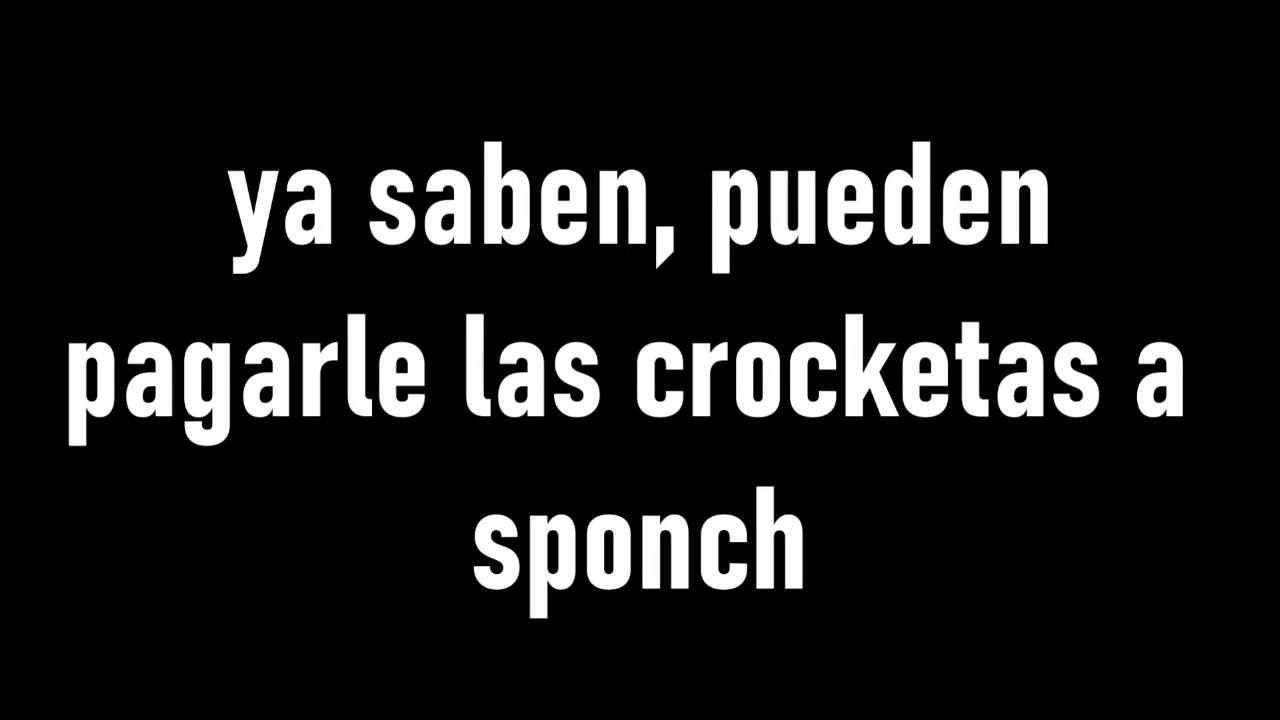 ya saben, pueden
pagarle las crocketas a
sponch